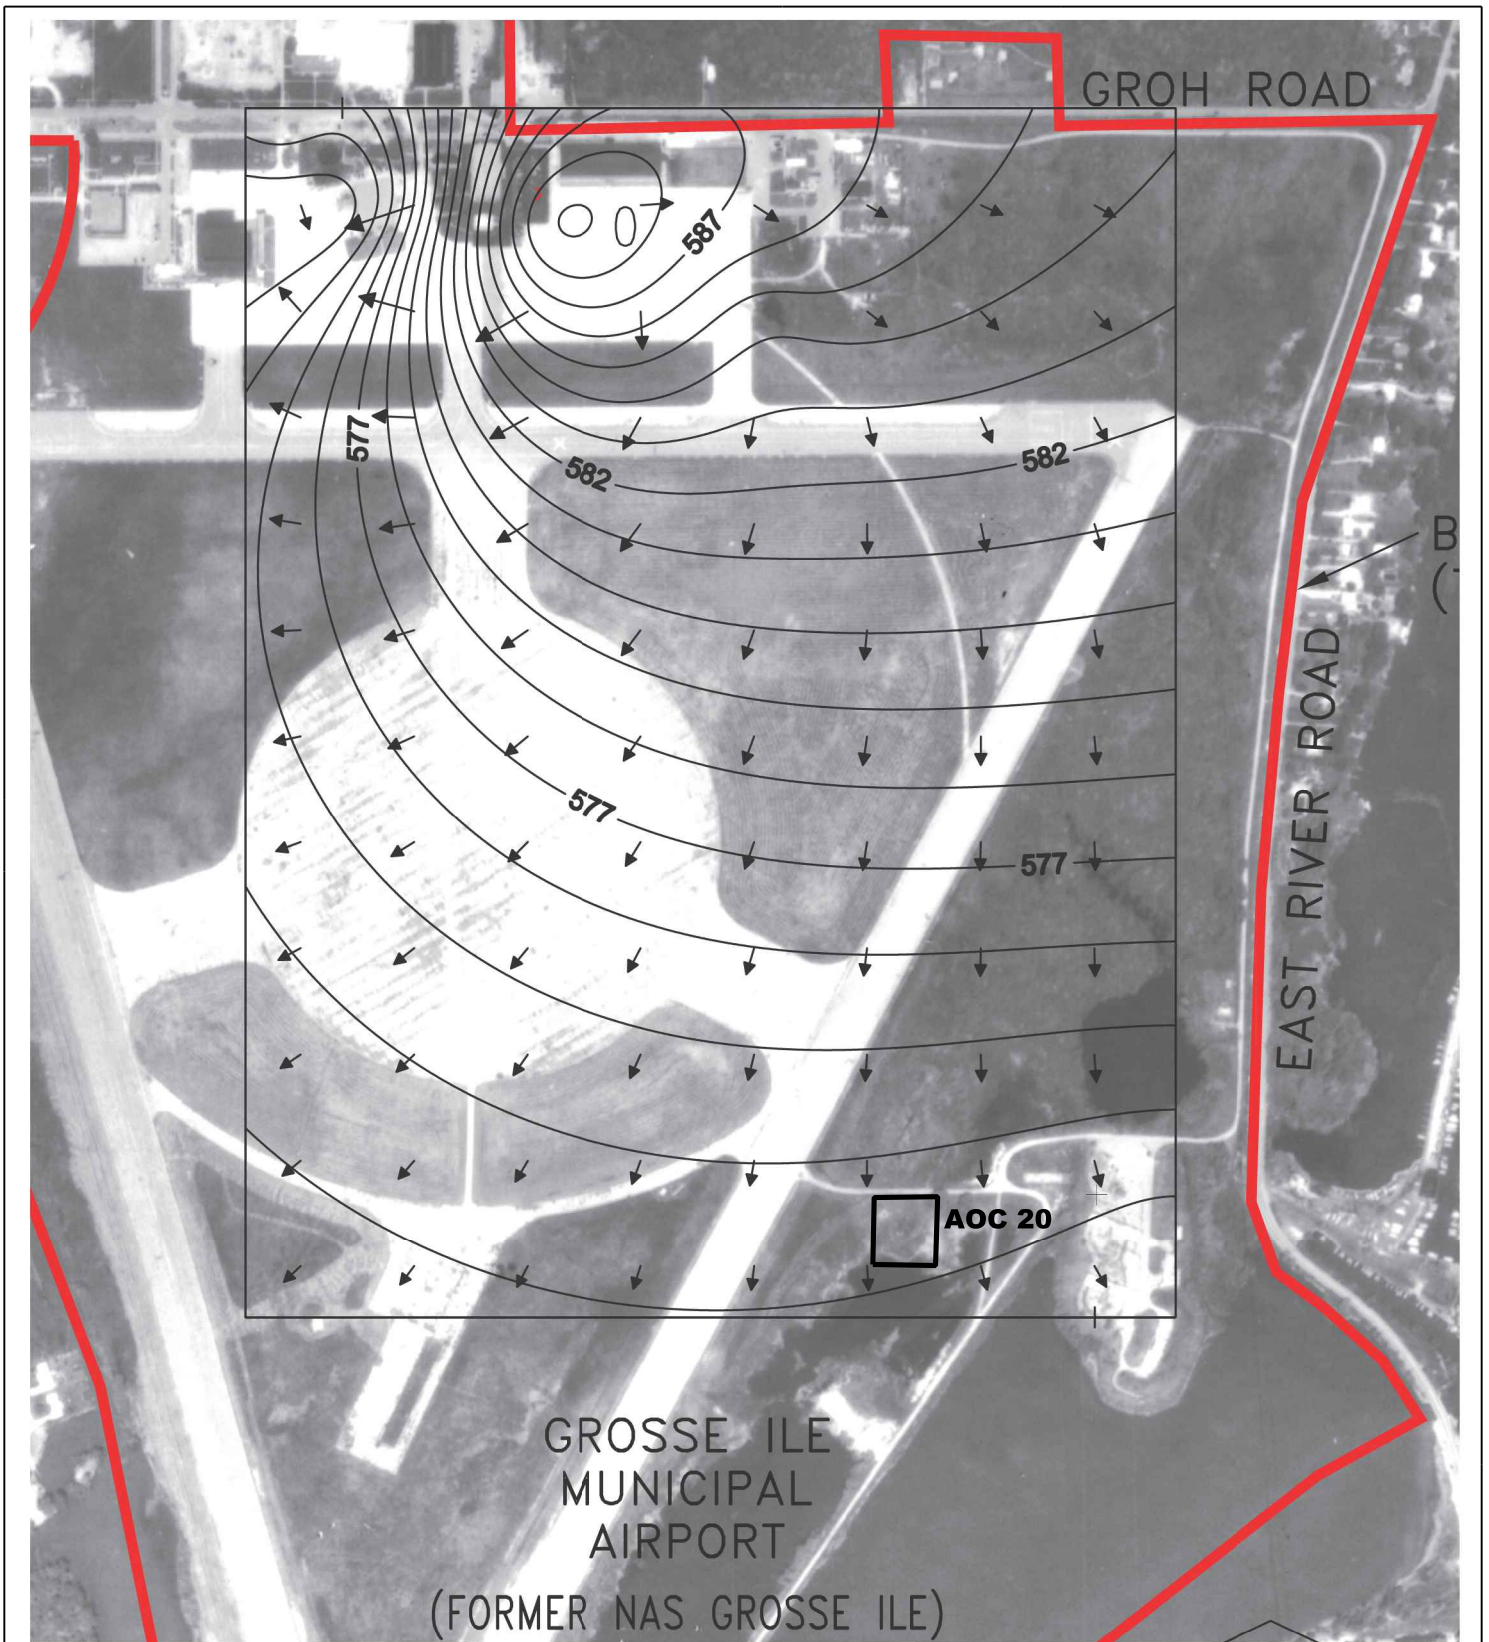 GROH ROAD
587
577
582
582
B
(
EAST RIVER ROAD
577
577
AOC 20
GROSSE ILE
MUNICIPAL
AIRPORT
(FORMER NAS GROSSE ILE)